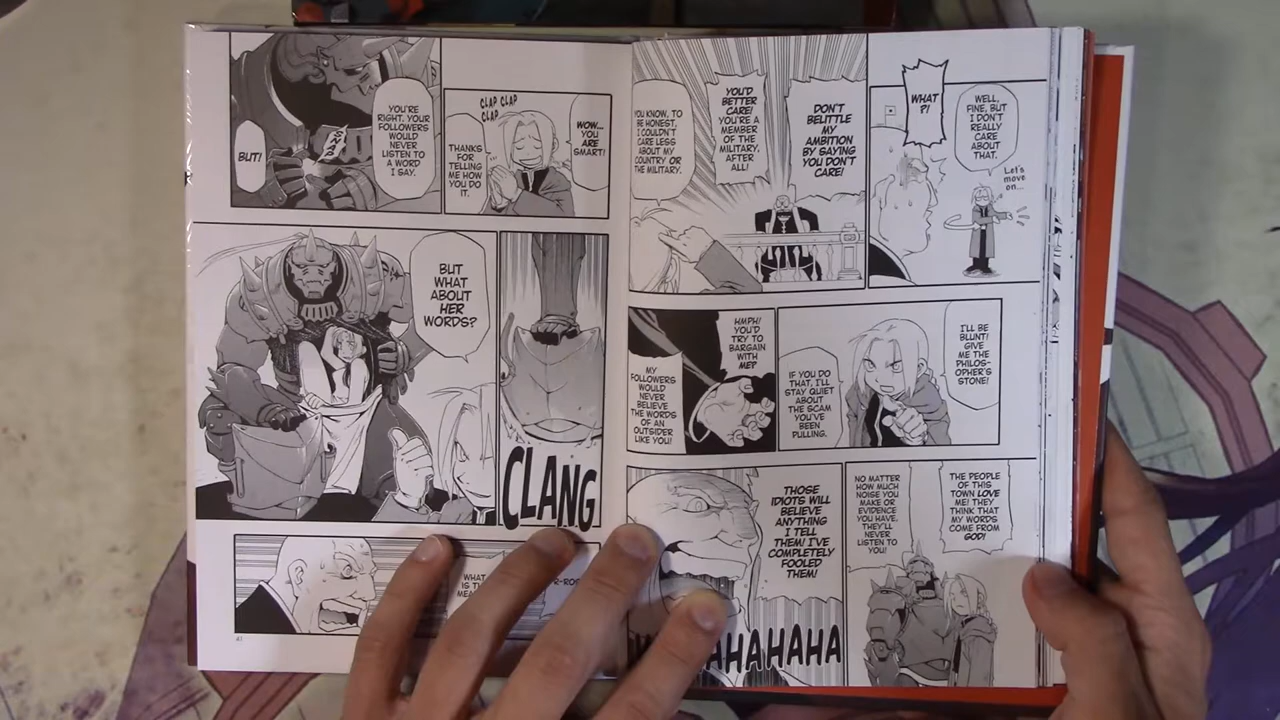 WHAT
?!
WELL,
FINE, BUT
I DON'T
REALLY
CARE
ABOUT
THAT.
Let's
move
on...
DON'T
BELITTLE
MY
AMBITION
BY SAYING
YOU DON'T
CARE!
YOU'D
BETTER
CARE!
YOU'RE A
MEMBER
OF THE
MILITARY,
AFTER
ALL!
YOU KNOW, TO
BE HONEST,
I COULDN'T
CARE LESS
ABOUT MY
COUNTRY OR
THE MILITARY.
I'LL BE
BLUNT!
GIVE
ME THE
PHILOS-
OPHER'S
STONE!
IF YOU DO
THAT, I'LL
STAY QUIET
ABOUT
THE SCAM
YOU'VE
BEEN
PULLING.
HMPH!
YOU'D
TRY TO
BARGAIN
WITH
ME?
MY
FOLLOWERS
WOULD
NEVER
BELIEVE
THE WORDS
OF AN
OUTSIDER
LIKE YOU!
THE PEOPLE
OF THIS
TOWN LOVE
ME! THEY
THINK THAT
MY WORDS
COME FROM
GOD!
NO MATTER
HOW MUCH
NOISE YOU
MAKE OR
EVIDENCE
YOU HAVE,
THEY'LL
NEVER
LISTEN TO
YOU!
THOSE
IDIOTS WILL
BELIEVE
ANYTHING
I TELL
THEM! I'VE
COMPLETELY
FOOLED
THEM!
AHAHAHA
WOW...
YOU
ARE
SMART!
CLAP CLAP
CLAP
THANKS
FOR
TELLING
ME HOW
YOU DO
IT.
YOU'RE
RIGHT. YOUR
FOLLOWERS
WOULD
NEVER
LISTEN TO
A WORD
I SAY.
BUT!
CLANG
BUT
WHAT
ABOUT
HER
WORDS?
WHAT
IS
41